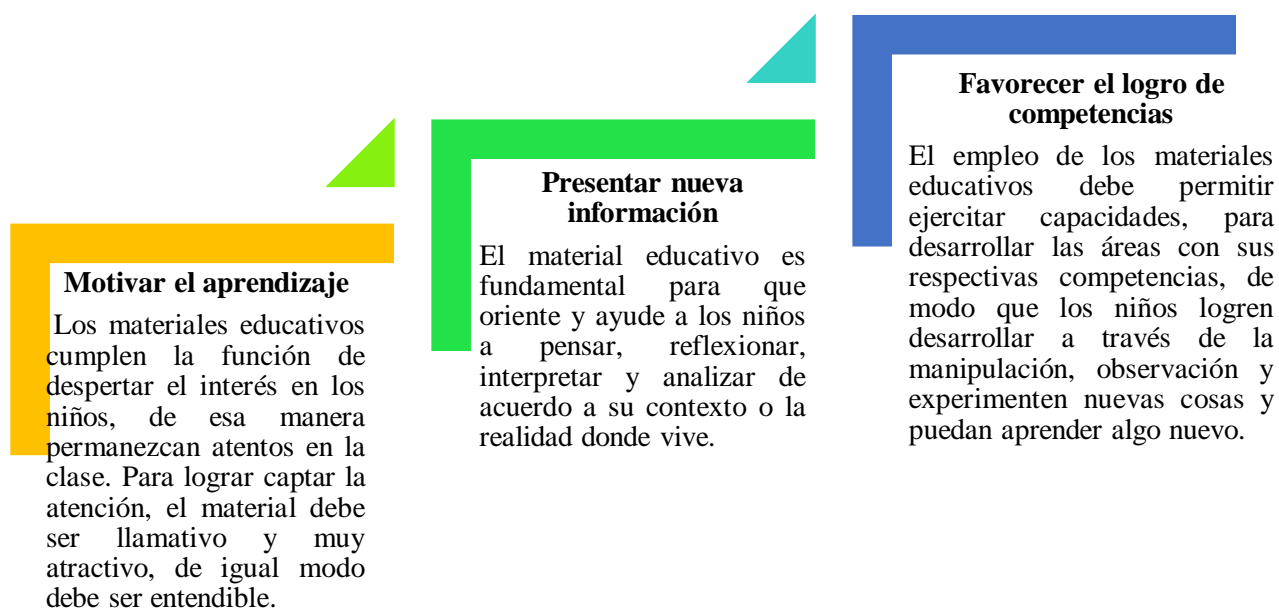 Motivar el aprendizaje
Los materiales educativos
cumplen la función de
despertar el interés en los
niños, de esa manera
permanezcan atentos en la
clase. Para lograr captar la
atención, el material debe
ser llamativo y muy
atractivo, de igual modo
debe ser entendible.
Presentar nueva
información
El material educativo es
fundamental para que
oriente y ayude a los niños
a pensar, reflexionar,
interpretar y analizar de
acuerdo a su contexto o la
realidad donde vive.
Favorecer el logro de
competencias
El empleo de los materiales
educativos debe permitir
ejercitar capacidades, para
desarrollar las áreas con sus
respectivas competencias, de
modo que los niños logren
desarrollar a través de la
manipulación, observación y
experimenten nuevas cosas y
puedan aprender algo nuevo.